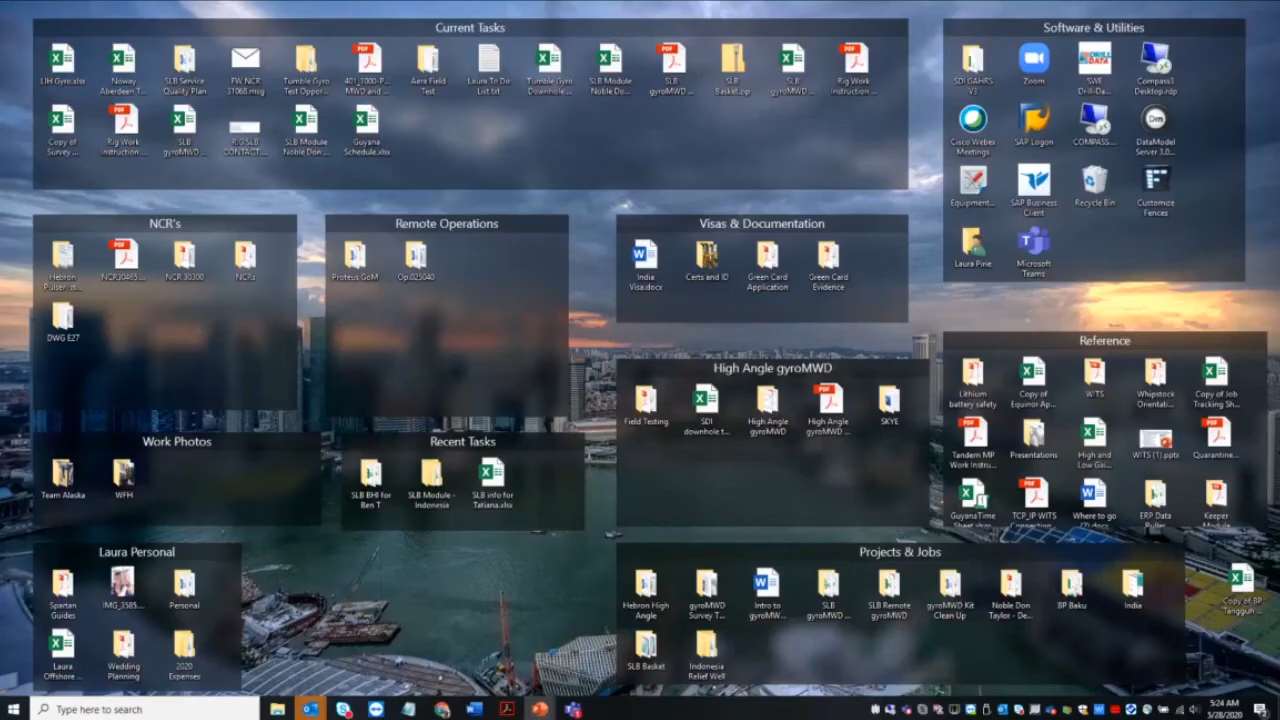 Current Tasks
LIH Gyro.xlsx
Noway Aberdeen T...
SLB Service Quality Plan
FW NCR 31068.msg
Tumble Gyro Test Oppor...
401_1000-P... MWD and ...
Aera Field Test
Laura To Do List.txt
Tumble Gyro Downhole ...
SLB Module Noble Do...
SLB gyroMWD ...
SLB Basket.zip
SLB gyroMWD ...
Rig Work Instruction ...
Copy of Survey ...
Rig Work Instruction ...
SLB gyroMWD ...
RIG SLB CONTACT...
SLB Module Noble Don ...
Guyana Schedule.xlsx
Software & Utilities
SDI GAHRS V3
Zoom
SWE Drill-Da...
Compass3 Desktop.rdp
Cisco Webex Meetings
SAP Logon
COMPASS...
DataModel Server 3.0...
Equipment...
SAP Business Client
Recycle Bin
Customize Fences
Laura Pirie
Microsoft Teams
NCR's
Hebron Pulser Iss...
NCR30465...
NCR 30300
NCRs
DWG E27
Remote Operations
Proteus GoM
Op.025040
Visas & Documentation
India Visa.docx
Certs and ID
Green Card Application
Green Card Evidence
High Angle gyroMWD
Field Testing
SDI downhole t...
High Angle gyroMWD
High Angle gyroMWD ...
SKYE
Reference
Lithium battery safety
Copy of Equinor Ap...
WITS
Whipstock Orientati...
Copy of Job Tracking Sh...
Tandem MP Work Instru...
Presentations
High and Low Gai...
WITS (1).pptx
Quarantine...
GuyanaTime Sheet.xlsm
TCP_IP WITS Connection ...
Where to go (2).docx
ERP Data Puller
Keeper Module
Work Photos
Team Alaska
WFH
Recent Tasks
SLB BHI for Ben T
SLB Module - Indonesia
SLB info for Tatiana.xlsx
Laura Personal
Spartan Guides
IMG_3585...
Personal
Laura Offshore ...
Wedding Planning
2020 Expenses
Projects & Jobs
Hebron High Angle
gyroMWD Survey T...
Intro to gyroMW...
SLB gyroMWD ...
SLB Remote gyroMWD
gyroMWD Kit Clean Up
Noble Don Taylor - De...
BP Baku
India
SLB Basket
Indonesia Relief Well
Copy of BP Tangguh ...
Type here to search
5:24 AM
5/28/2020